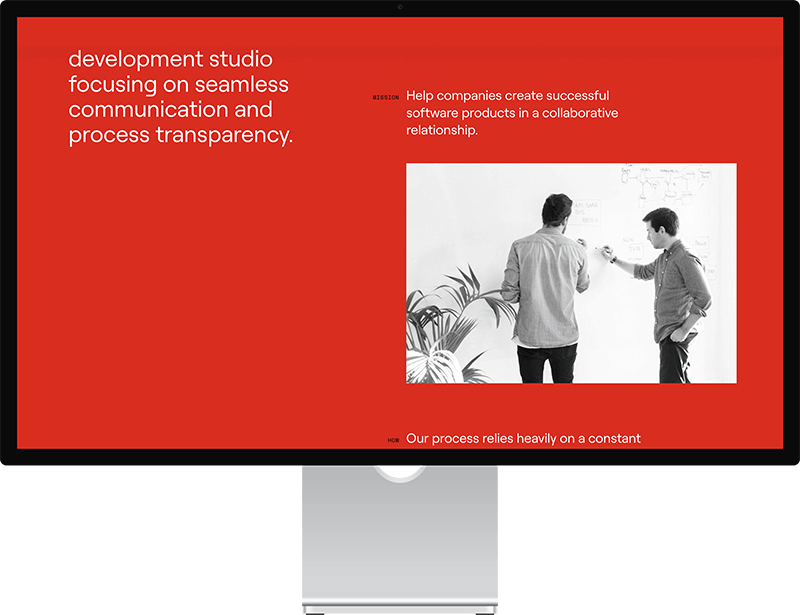 development studio
focusing on seamless
communication and
process transparency.
MISSION
Help companies create successful
software products in a collaborative
relationship.
HOW
Our process relies heavily on a constant